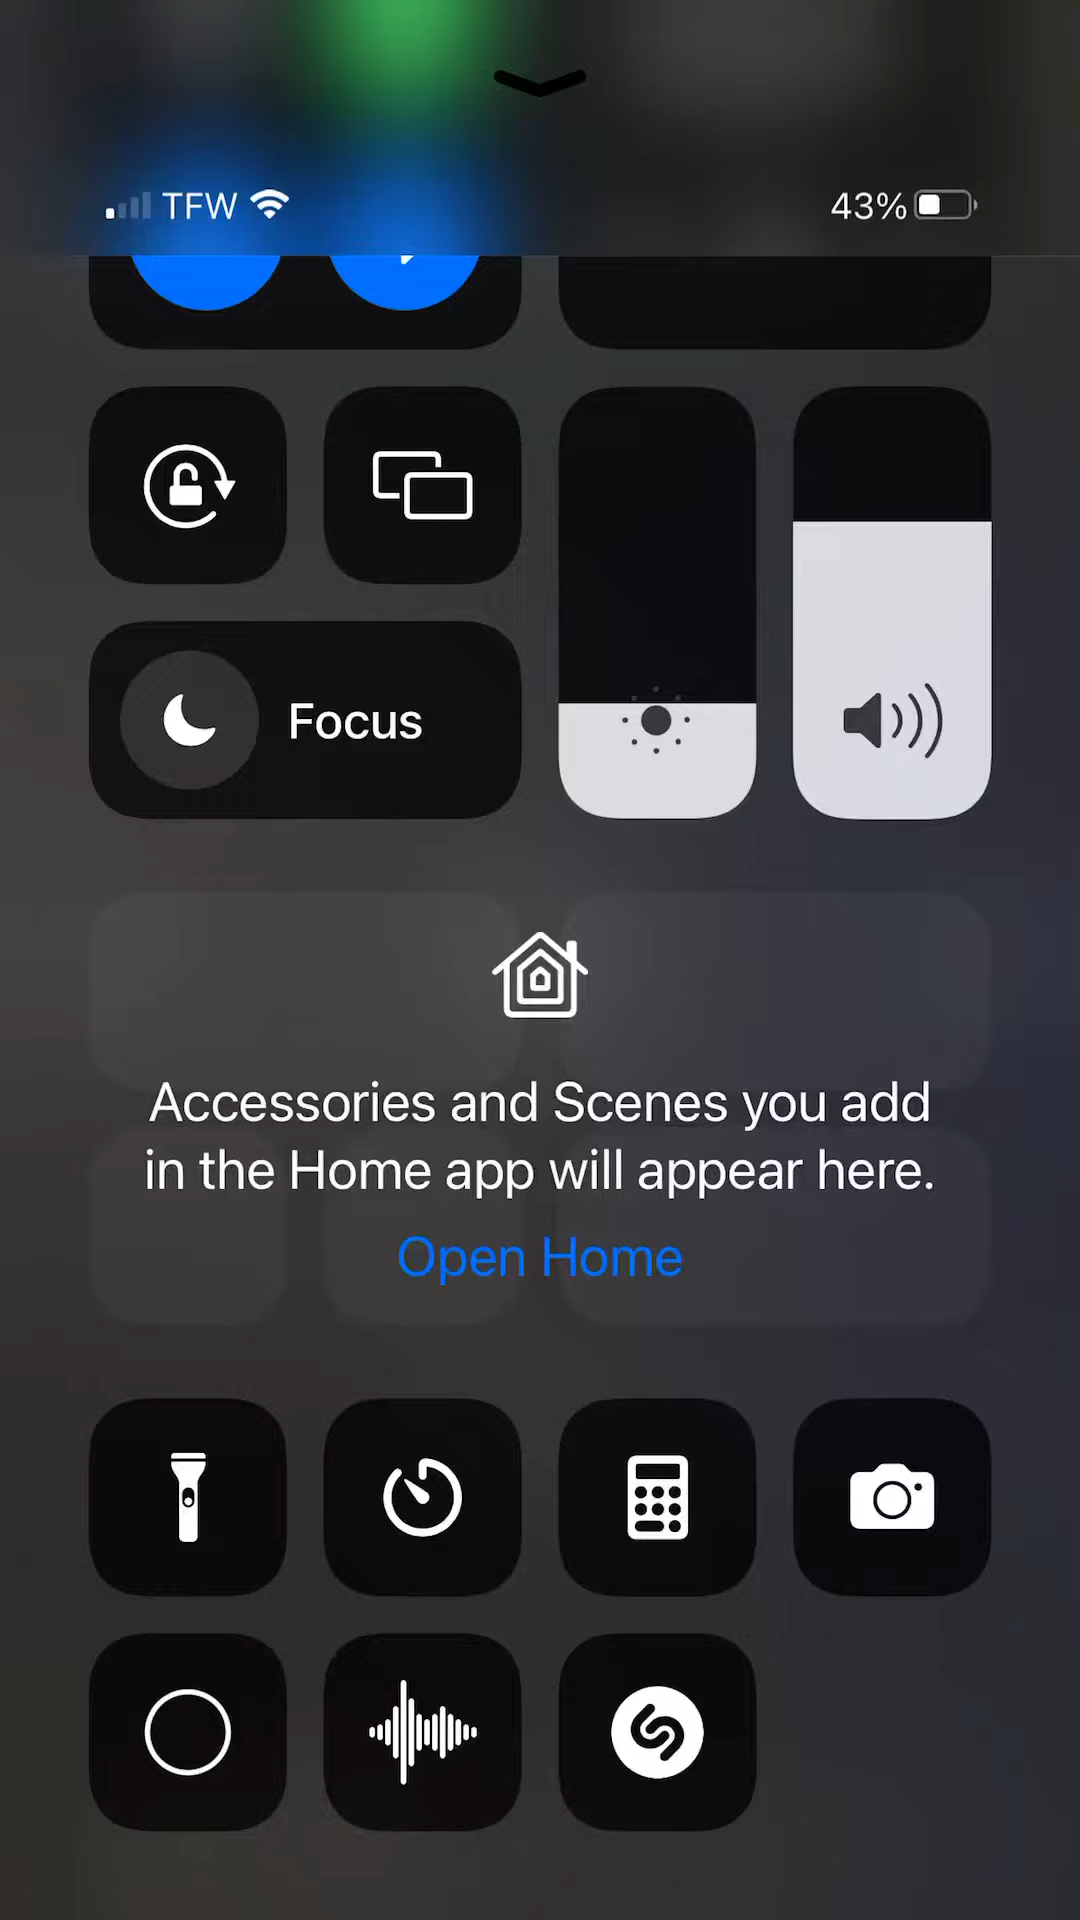 TFW 43%
Focus
Accessories and Scenes you add
in the Home app will appear here.
Open Home